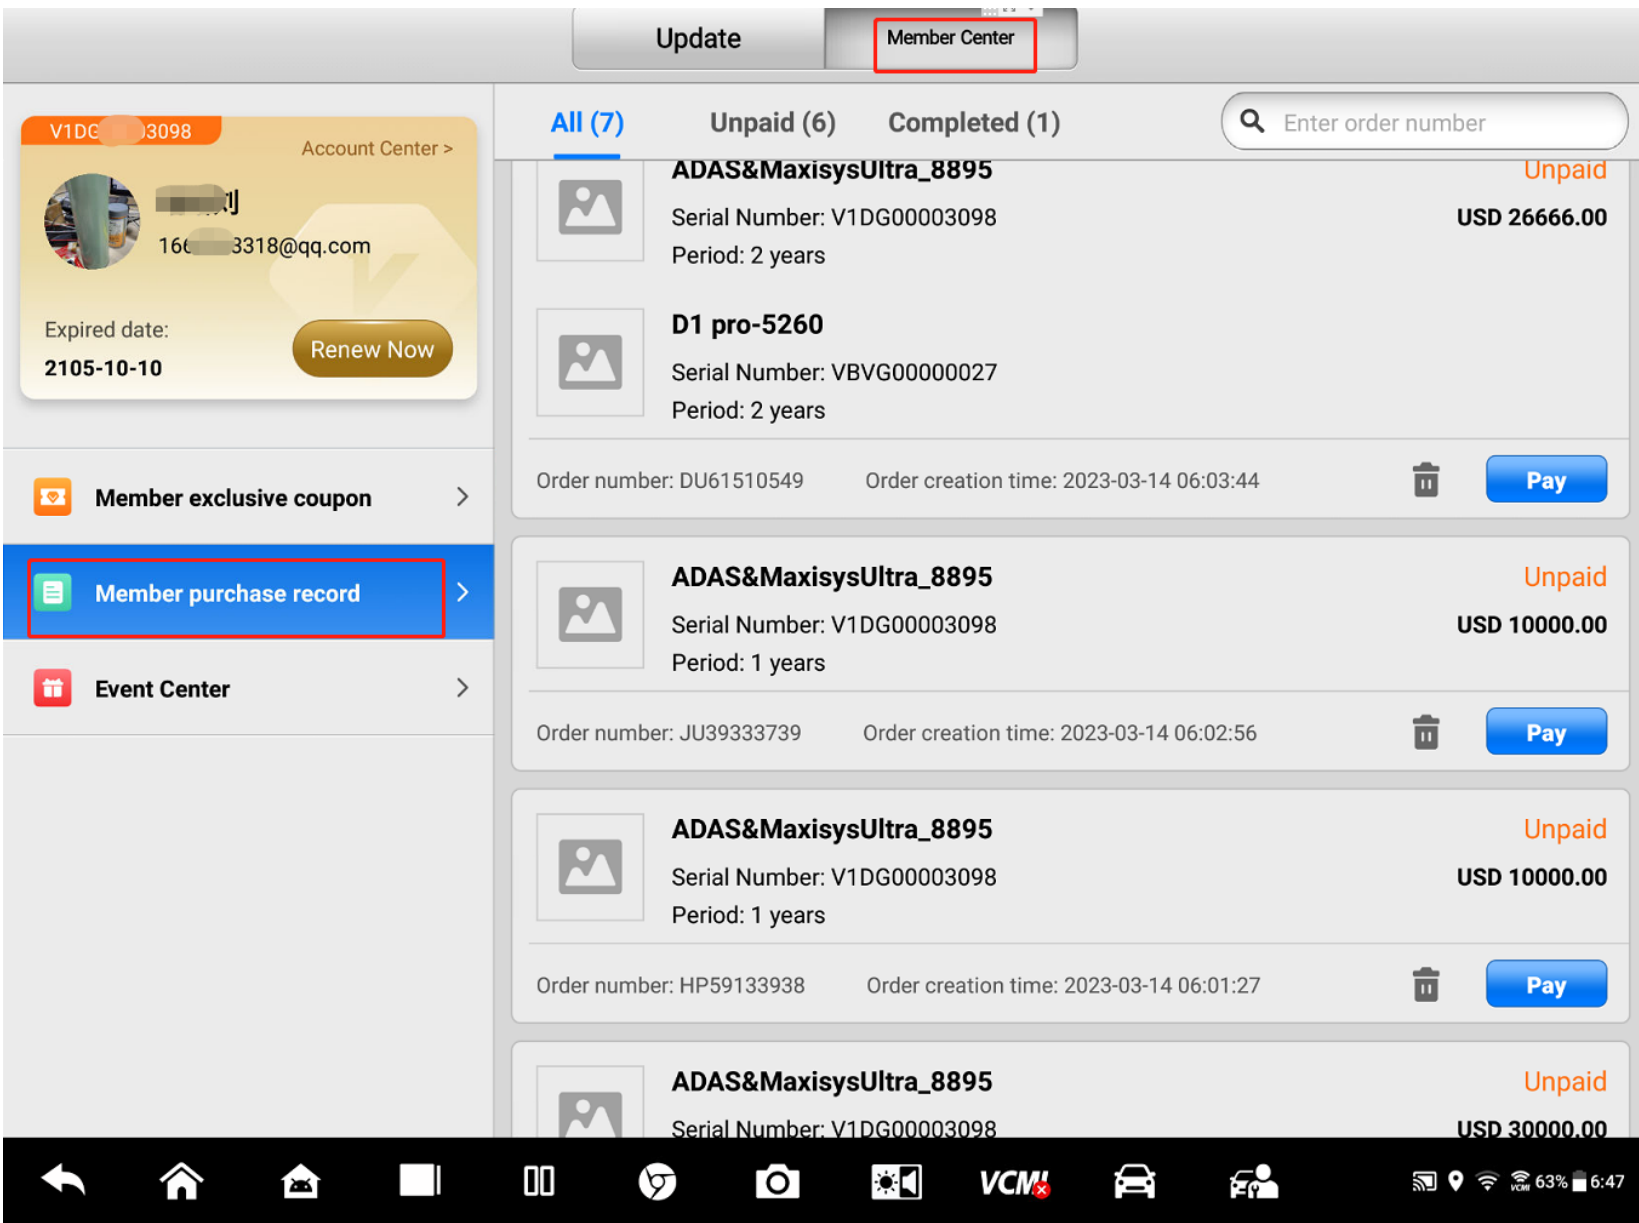 Update
Member Center
V1DG 3098
Account Center >
刘
166 3318@qq.com
Expired date:
2105-10-10
Renew Now
Member exclusive coupon
Member purchase record
Event Center
All (7)
Unpaid (6)
Completed (1)
Enter order number
ADAS&MaxisysUltra_8895
Unpaid
Serial Number: V1DG00003098
USD 26666.00
Period: 2 years
D1 pro-5260
Serial Number: VBVG00000027
Period: 2 years
Order number: DU61510549
Order creation time: 2023-03-14 06:03:44
Pay
ADAS&MaxisysUltra_8895
Unpaid
Serial Number: V1DG00003098
USD 10000.00
Period: 1 years
Order number: JU39333739
Order creation time: 2023-03-14 06:02:56
Pay
ADAS&MaxisysUltra_8895
Unpaid
Serial Number: V1DG00003098
USD 10000.00
Period: 1 years
Order number: HP59133938
Order creation time: 2023-03-14 06:01:27
Pay
ADAS&MaxisysUltra_8895
Unpaid
Serial Number: V1DG00003098
USD 30000.00
VCMI
VCMI
63%
6:47